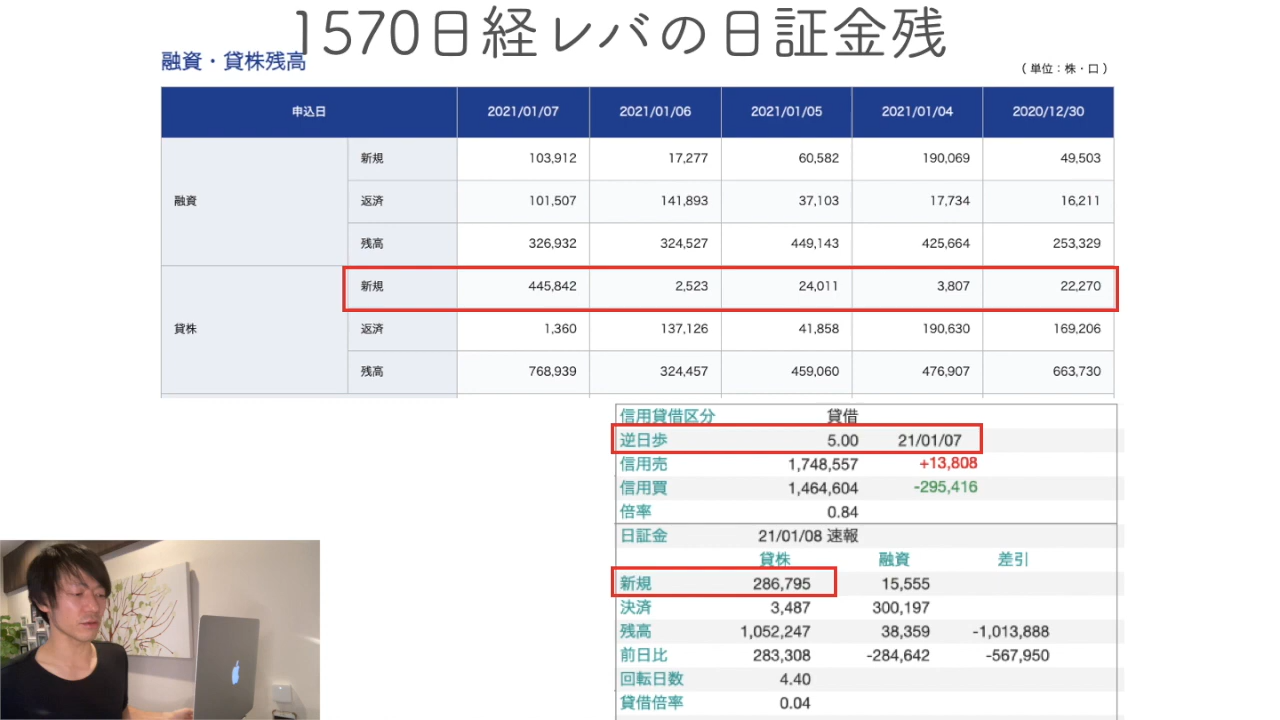 1570日経レバの日証金残
融資・貸株残高
（単位：株・口）
申込日 2021/01/07 2021/01/06 2021/01/05 2021/01/04 2020/12/30
融資
新規 103,912 17,277 60,582 190,069 49,503
返済 101,507 141,893 37,103 17,734 16,211
残高 326,932 324,527 449,143 425,664 253,329
貸株
新規 445,842 2,523 24,011 3,807 22,270
返済 1,360 137,126 41,858 190,630 169,206
残高 768,939 324,457 459,060 476,907 663,730
信用貸借区分 貸借
逆日歩 5.00 21/01/07
信用売 1,748,557 +13,808
信用買 1,464,604 -295,416
倍率 0.84
日証金 21/01/08 速報
貸株 融資 差引
新規 286,795 15,555
決済 3,487 300,197
残高 1,052,247 38,359 -1,013,888
前日比 283,308 -284,642 -567,950
回転日数 4.40
貸借倍率 0.04